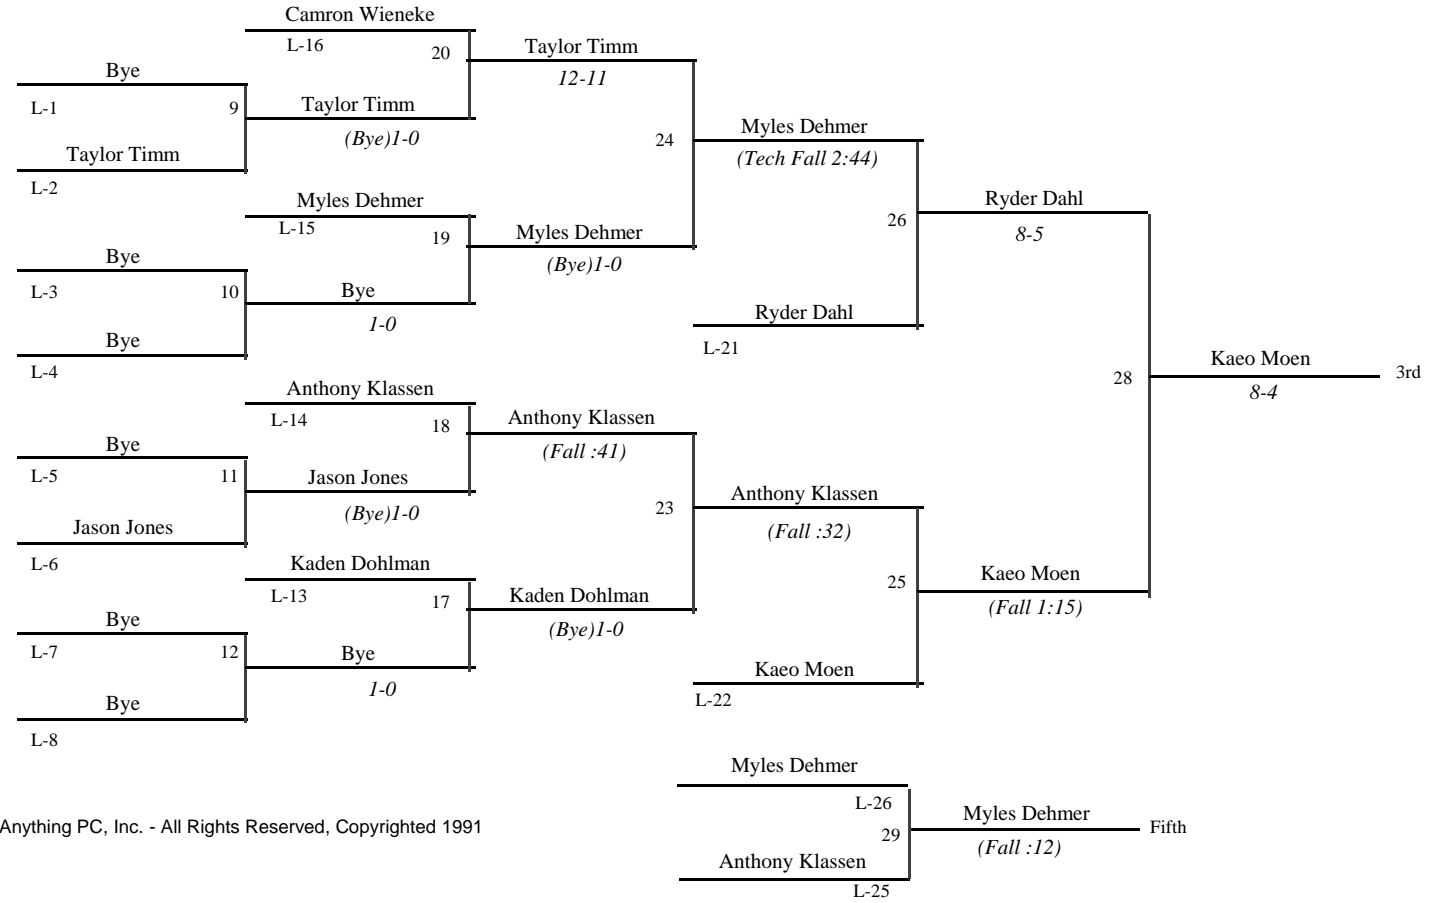 Camron Wieneke
L-16
20
Taylor Timm
12-11
Bye
L-1
9
Taylor Timm
(Bye)1-0
24
Myles Dehmer
(Tech Fall 2:44)
Taylor Timm
L-2
Myles Dehmer
L-15
19
Myles Dehmer
(Bye)1-0
26
Ryder Dahl
8-5
Bye
L-3
10
Bye
1-0
Bye
L-4
Ryder Dahl
L-21
28
Kaeo Moen
8-4
3rd
Anthony Klassen
L-14
18
Anthony Klassen
(Fall :41)
Bye
L-5
11
Jason Jones
(Bye)1-0
23
Anthony Klassen
(Fall :32)
Jason Jones
L-6
Kaden Dohlman
L-13
17
Kaden Dohlman
(Bye)1-0
25
Kaeo Moen
(Fall 1:15)
Bye
L-7
12
Bye
1-0
Bye
L-8
Kaeo Moen
L-22
Myles Dehmer
L-26
29
Myles Dehmer
(Fall :12)
Fifth
Anthony Klassen
L-25
Anything PC, Inc. - All Rights Reserved, Copyrighted 1991